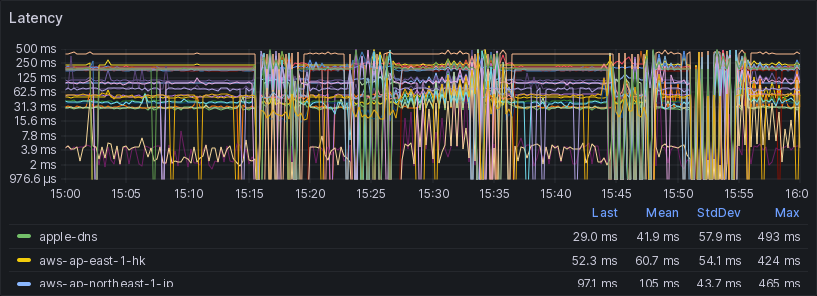 Latency
500 ms
250 ms
125 ms
62.5 ms
31.3 ms
15.6 ms
7.8 ms
3.9 ms
2 ms
976.6 µs
15:00 15:05 15:10 15:15 15:20 15:25 15:30 15:35 15:40 15:45 15:50 15:55 16:0
Last Mean StdDev Max
apple-dns 29.0 ms 41.9 ms 57.9 ms 493 ms
aws-ap-east-1-hk 52.3 ms 60.7 ms 54.1 ms 424 ms
aws-ap-northeast-1-jp 97.1 ms 105 ms 43.7 ms 465 ms